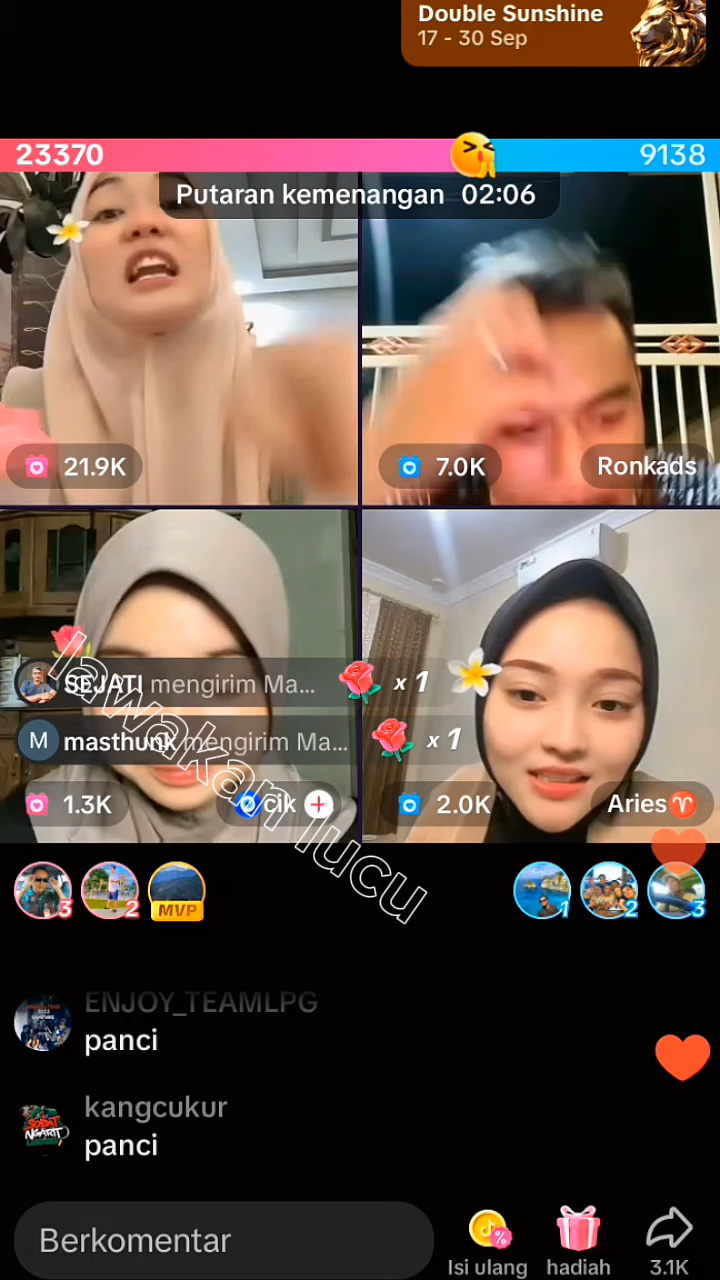 Double Sunshine
17 - 30 Sep
23370
9138
Putaran kemenangan 02:06
21.9K
7.0K
Ronkads
SEJATI mengirim Ma...
x 1
masthunk mengirim Ma...
x 1
lawakan lucu
1.3K
cik
2.0K
Aries♈
3
2
MVP
1
2
3
ENJOY_TEAMLPG
panci
kangcukur
panci
Berkomentar
Isi ulang
hadiah
3.1K